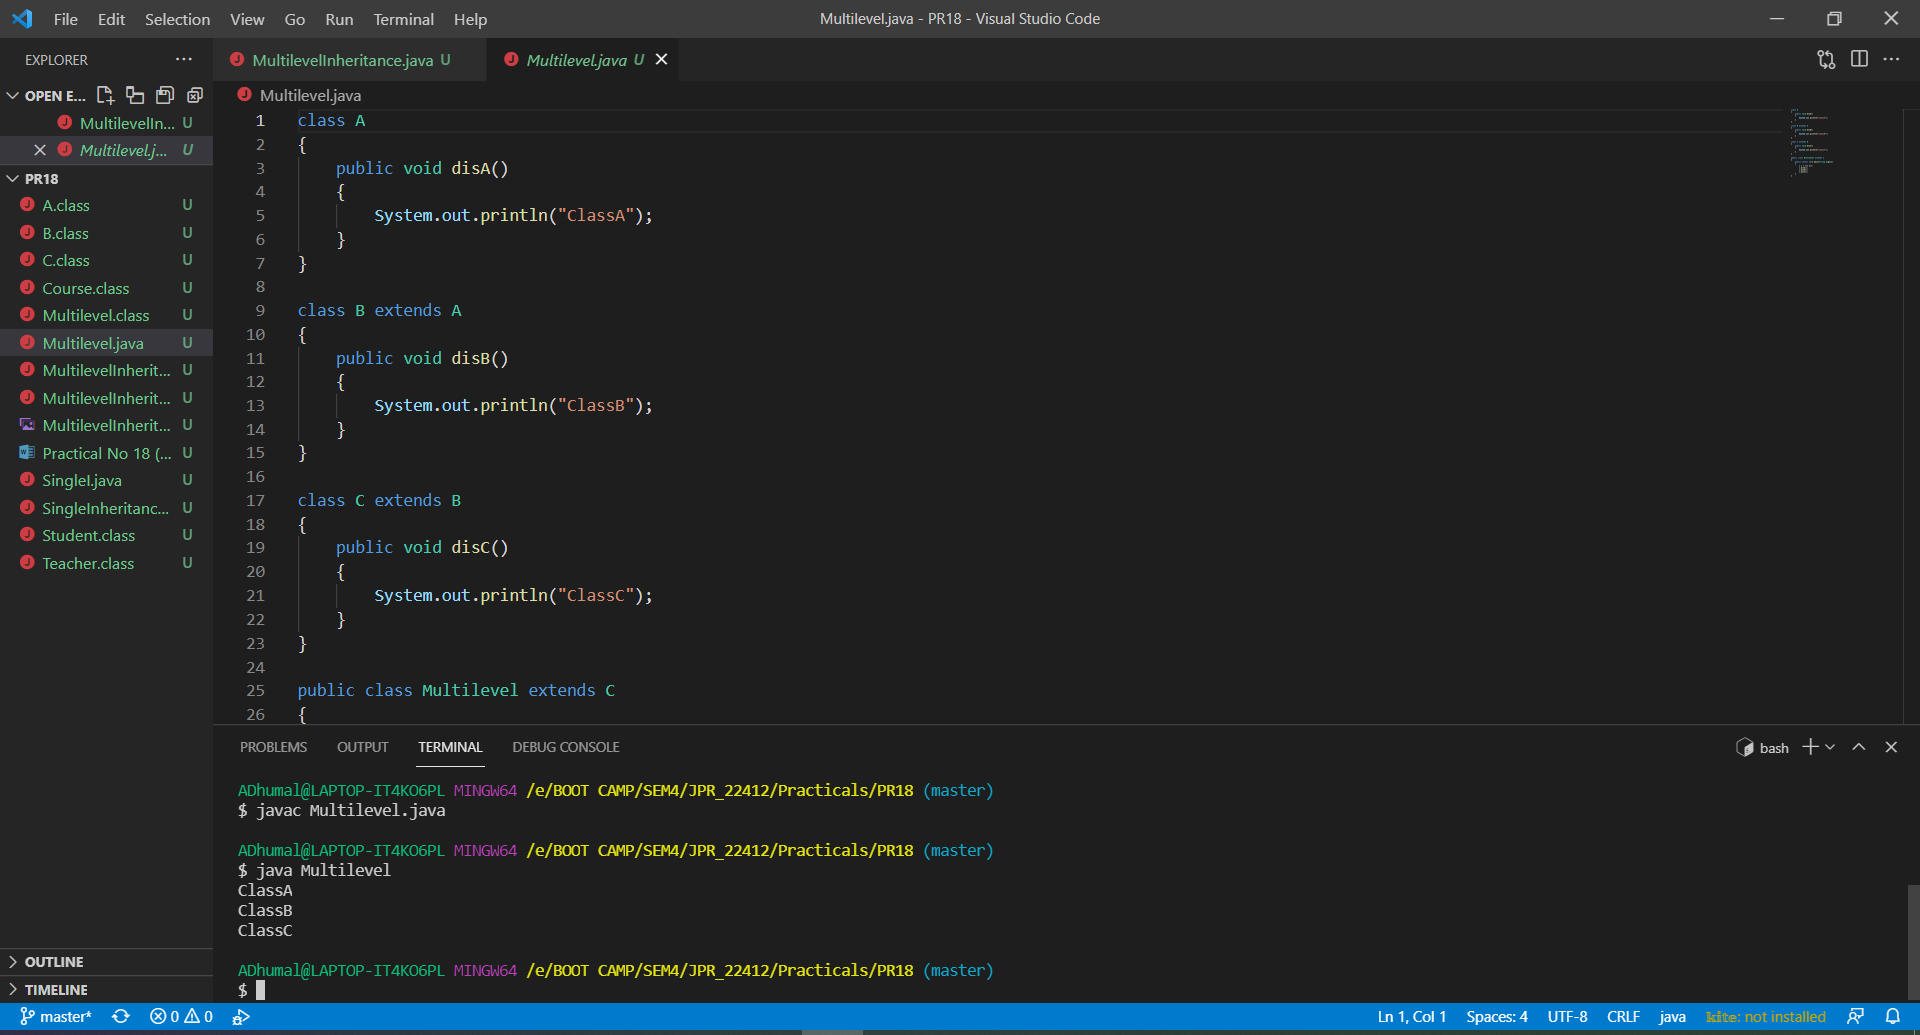 File Edit Selection View Go Run Terminal Help
Multilevel.java - PR18 - Visual Studio Code
EXPLORER
OPEN E...
MultilevelIn... U
Multilevel.j... U
PR18
A.class U
B.class U
C.class U
Course.class U
Multilevel.class U
Multilevel.java U
MultilevelInherit... U
MultilevelInherit... U
MultilevelInherit... U
Practical No 18 (... U
SingleI.java U
SingleInheritanc... U
Student.class U
Teacher.class U
OUTLINE
TIMELINE
MultilevelInheritance.java U
Multilevel.java U
Multilevel.java
1 class A
2 {
3 public void disA()
4 {
5 System.out.println("ClassA");
6 }
7 }
8
9 class B extends A
10 {
11 public void disB()
12 {
13 System.out.println("ClassB");
14 }
15 }
16
17 class C extends B
18 {
19 public void disC()
20 {
21 System.out.println("ClassC");
22 }
23 }
24
25 public class Multilevel extends C
26 {
PROBLEMS OUTPUT TERMINAL DEBUG CONSOLE
bash
ADhumal@LAPTOP-IT4KO6PL MINGW64 /e/BOOT CAMP/SEM4/JPR_22412/Practicals/PR18 (master)
$ javac Multilevel.java
ADhumal@LAPTOP-IT4KO6PL MINGW64 /e/BOOT CAMP/SEM4/JPR_22412/Practicals/PR18 (master)
$ java Multilevel
ClassA
ClassB
ClassC
ADhumal@LAPTOP-IT4KO6PL MINGW64 /e/BOOT CAMP/SEM4/JPR_22412/Practicals/PR18 (master)
$
master* 0 0
Ln 1, Col 1 Spaces: 4 UTF-8 CRLF java kite: not installed